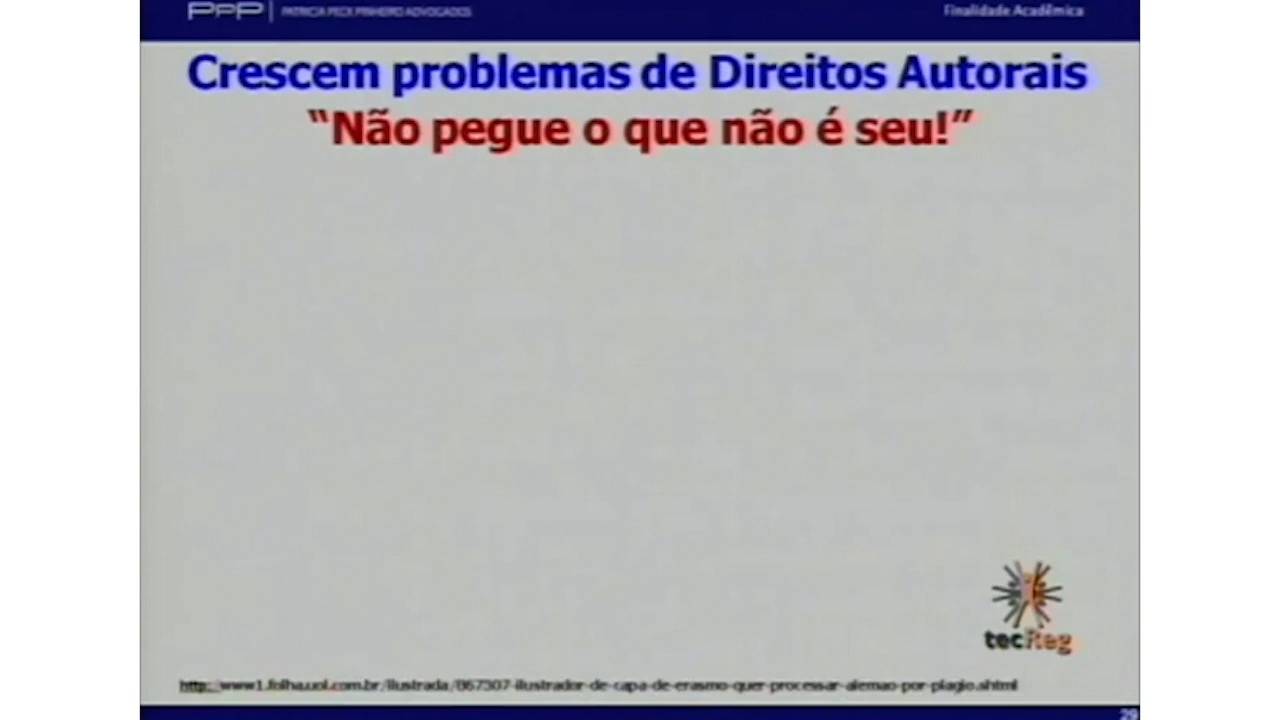 PPP | PATRICIA PECK PINHEIRO ADVOGADOS
Finalidade Acadêmica
Crescem problemas de Direitos Autorais
“Não pegue o que não é seu!”
tecReg
http://www1.folha.uol.com.br/ilustrada/867307-ilustrador-de-capa-de-erasmo-quer-processar-alemao-por-plagio.shtml
29